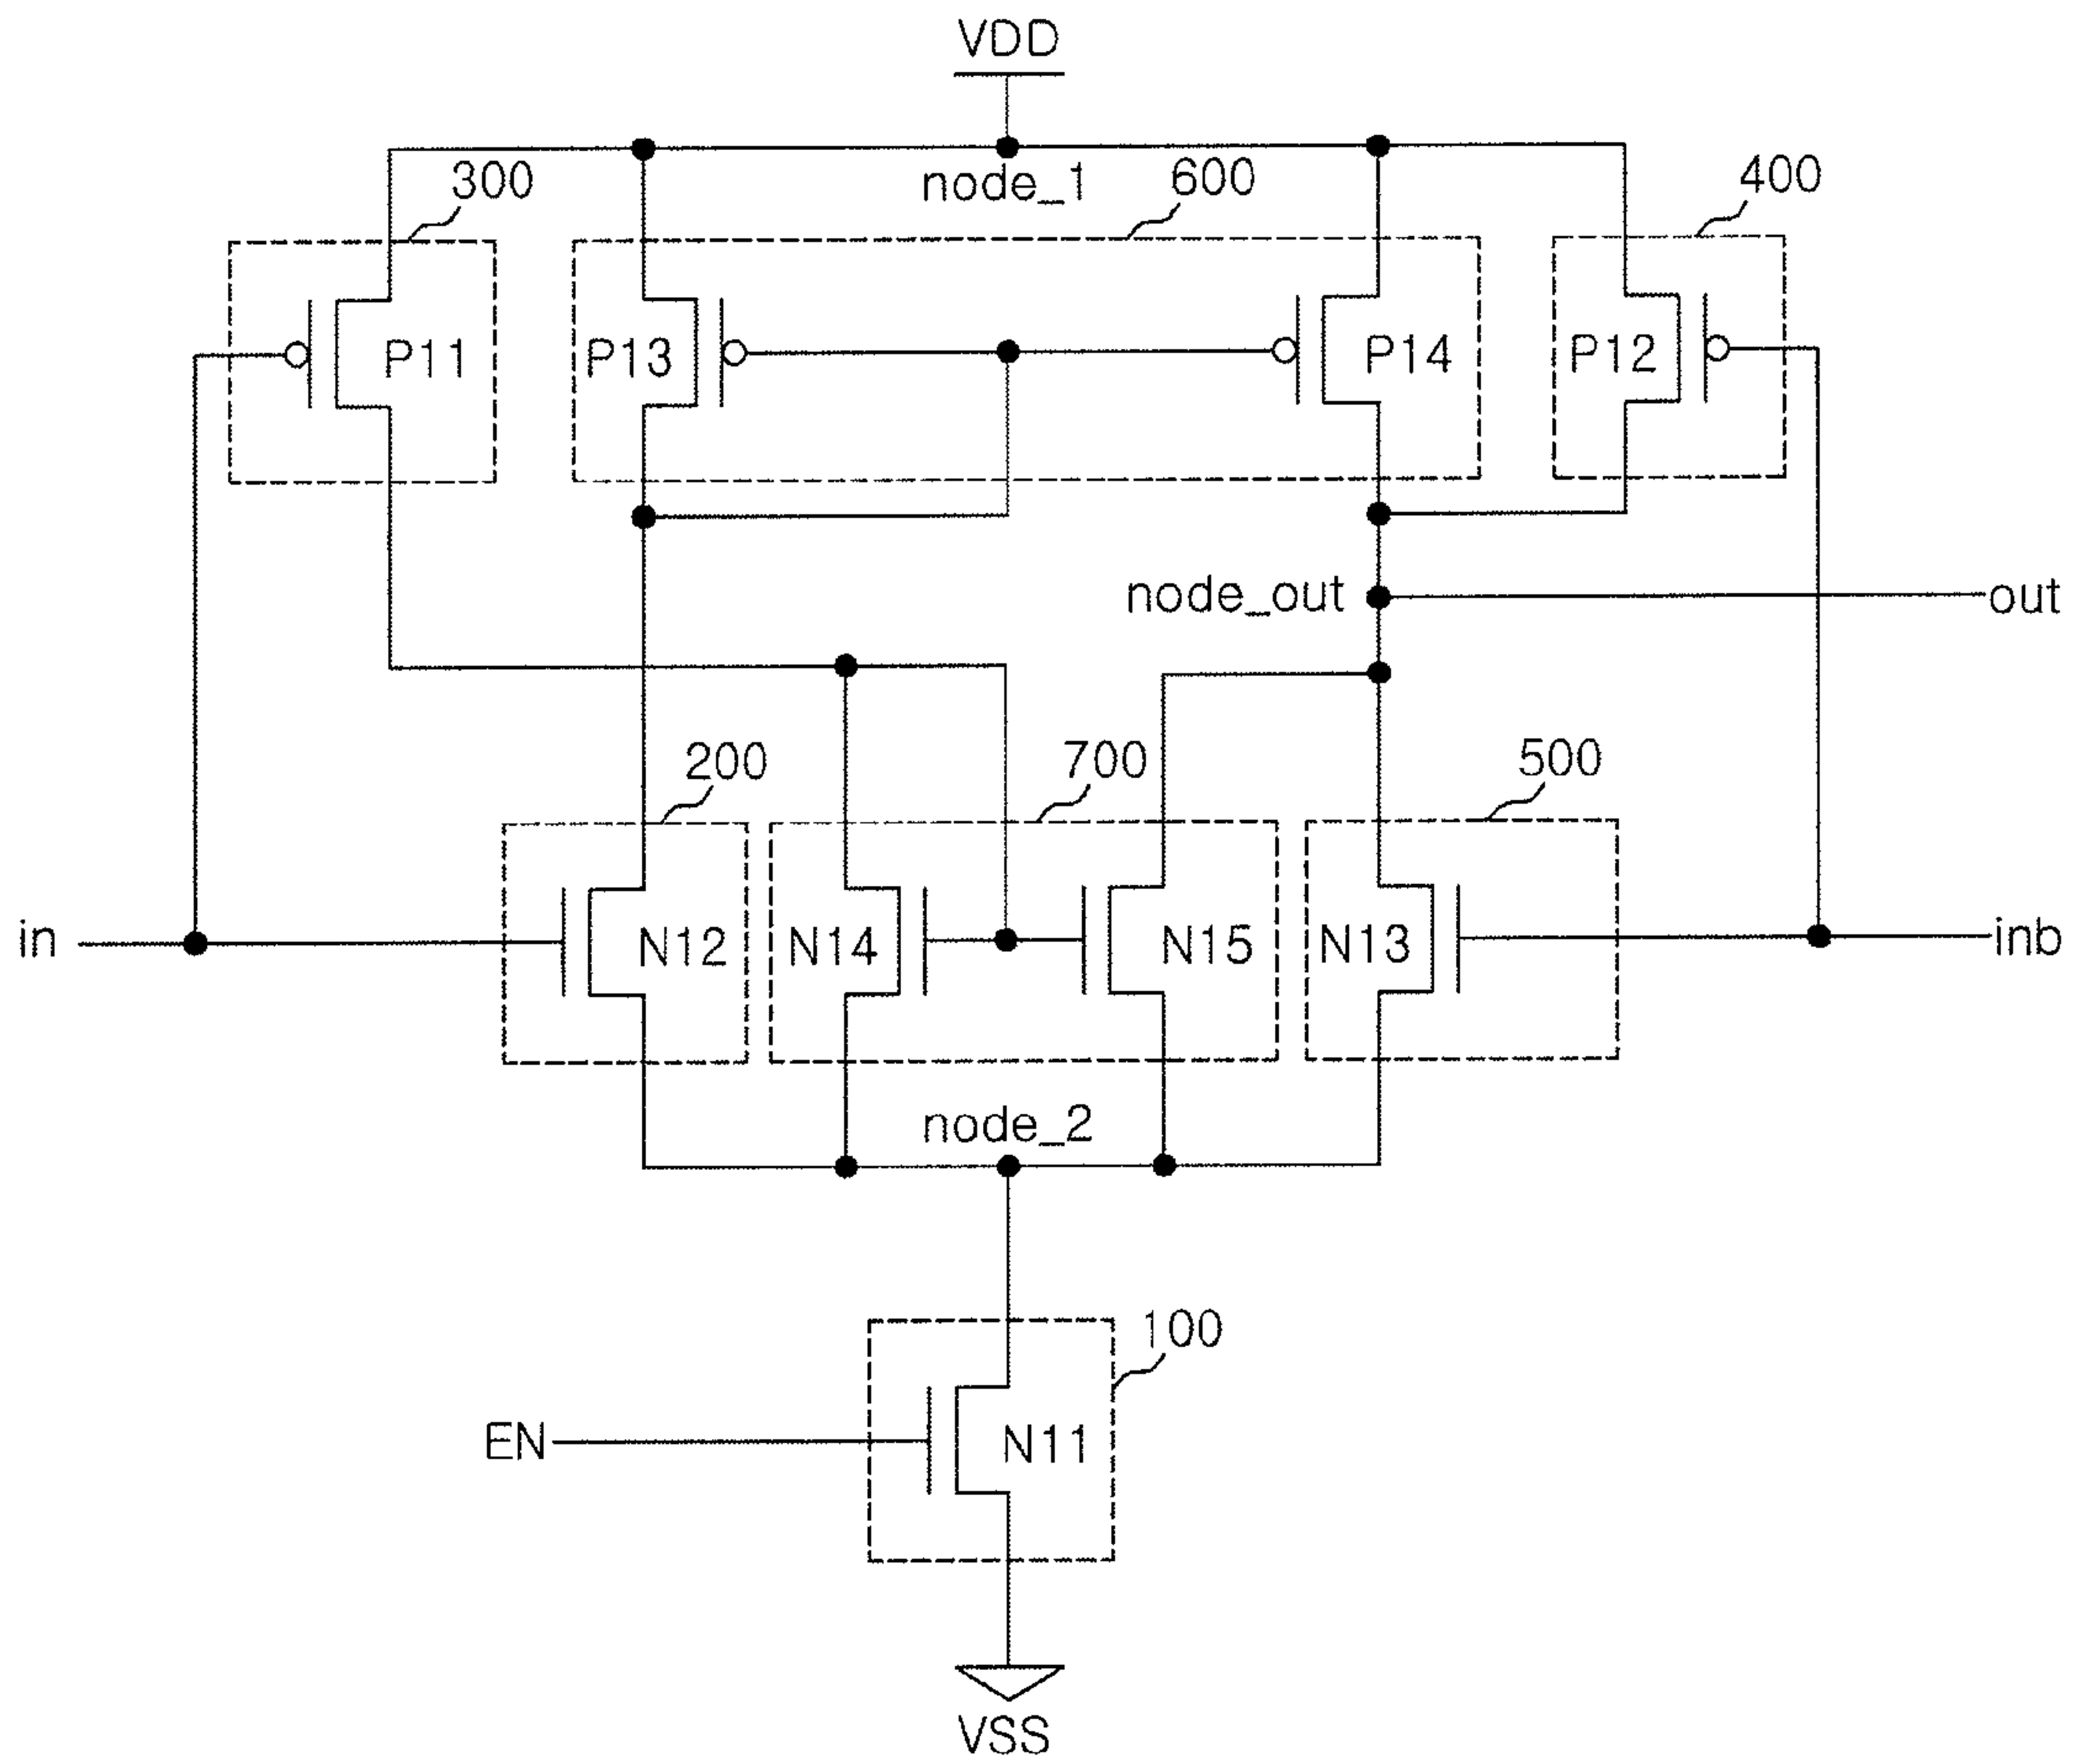 VDD
node_1
300
600
400
P11
P13
P14
P12
node_out
out
200
700
500
in
N12
N14
N15
N13
inb
node_2
100
EN
N11
VSS